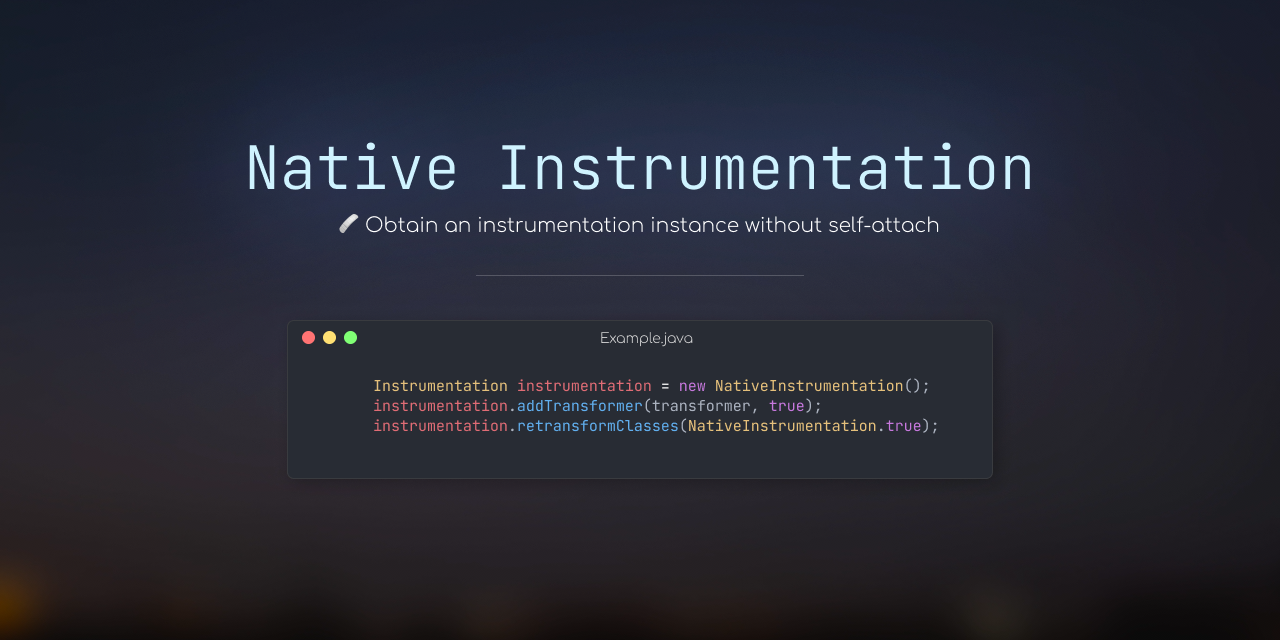 Native Instrumentation
Obtain an instrumentation instance without self-attach
Example.java
Instrumentation instrumentation = new NativeInstrumentation();
instrumentation.addTransformer(transformer, true);
instrumentation.retransformClasses(NativeInstrumentation.true);